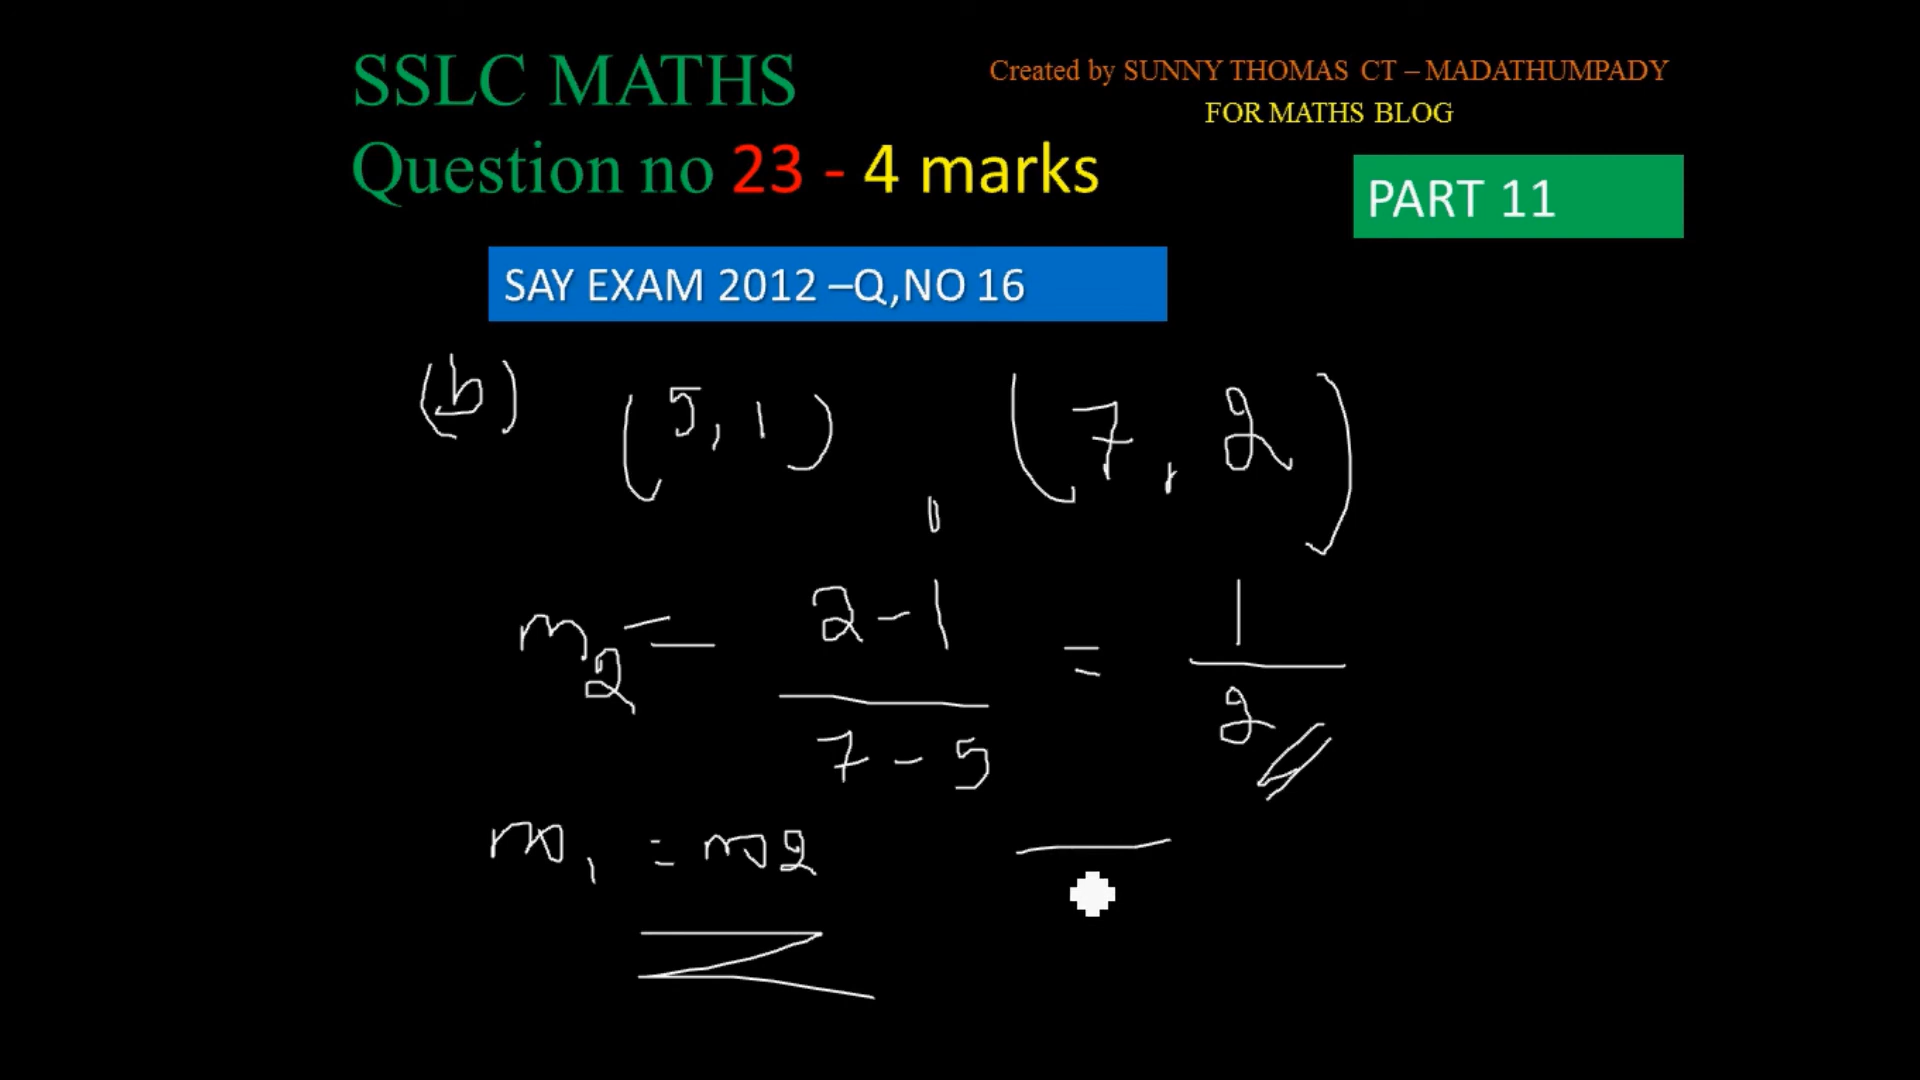 SSLC MATHS
Created by SUNNY THOMAS CT – MADATHUMPADY
FOR MATHS BLOG
Question no 23 - 4 marks
PART 11
SAY EXAM 2012 –Q,NO 16
(b) (5,1) (7,2)
m2 = 2-1/7-5 = 1/2
m1 = m2